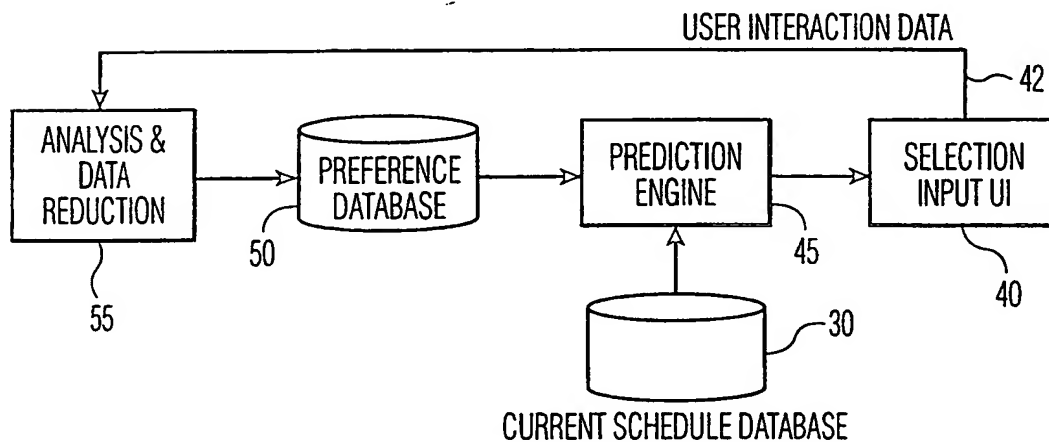 USER INTERACTION DATA
42
ANALYSIS &
DATA
REDUCTION
PREFERENCE
DATABASE
PREDICTION
ENGINE
SELECTION
INPUT UI
50
45
40
55
30
CURRENT SCHEDULE DATABASE